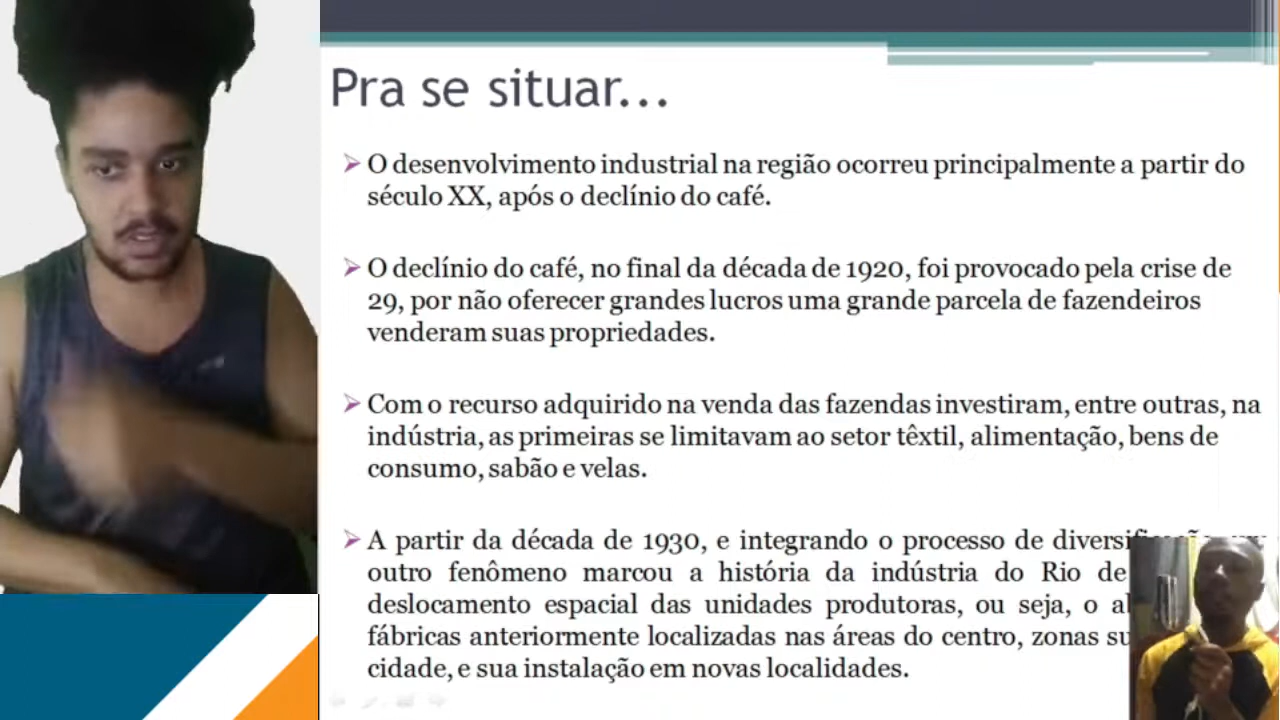 Pra se situar...
O desenvolvimento industrial na região ocorreu principalmente a partir do
século XX, após o declínio do café.
O declínio do café, no final da década de 1920, foi provocado pela crise de
29, por não oferecer grandes lucros uma grande parcela de fazendeiros
venderam suas propriedades.
Com o recurso adquirido na venda das fazendas investiram, entre outras, na
indústria, as primeiras se limitavam ao setor têxtil, alimentação, bens de
consumo, sabão e velas.
A partir da década de 1930, e integrando o processo de
outro fenômeno marcou a história da indústria do Rio de
deslocamento espacial das unidades produtoras, ou seja, o
fábricas anteriormente localizadas nas áreas do centro, zonas
cidade, e sua instalação em novas localidades.